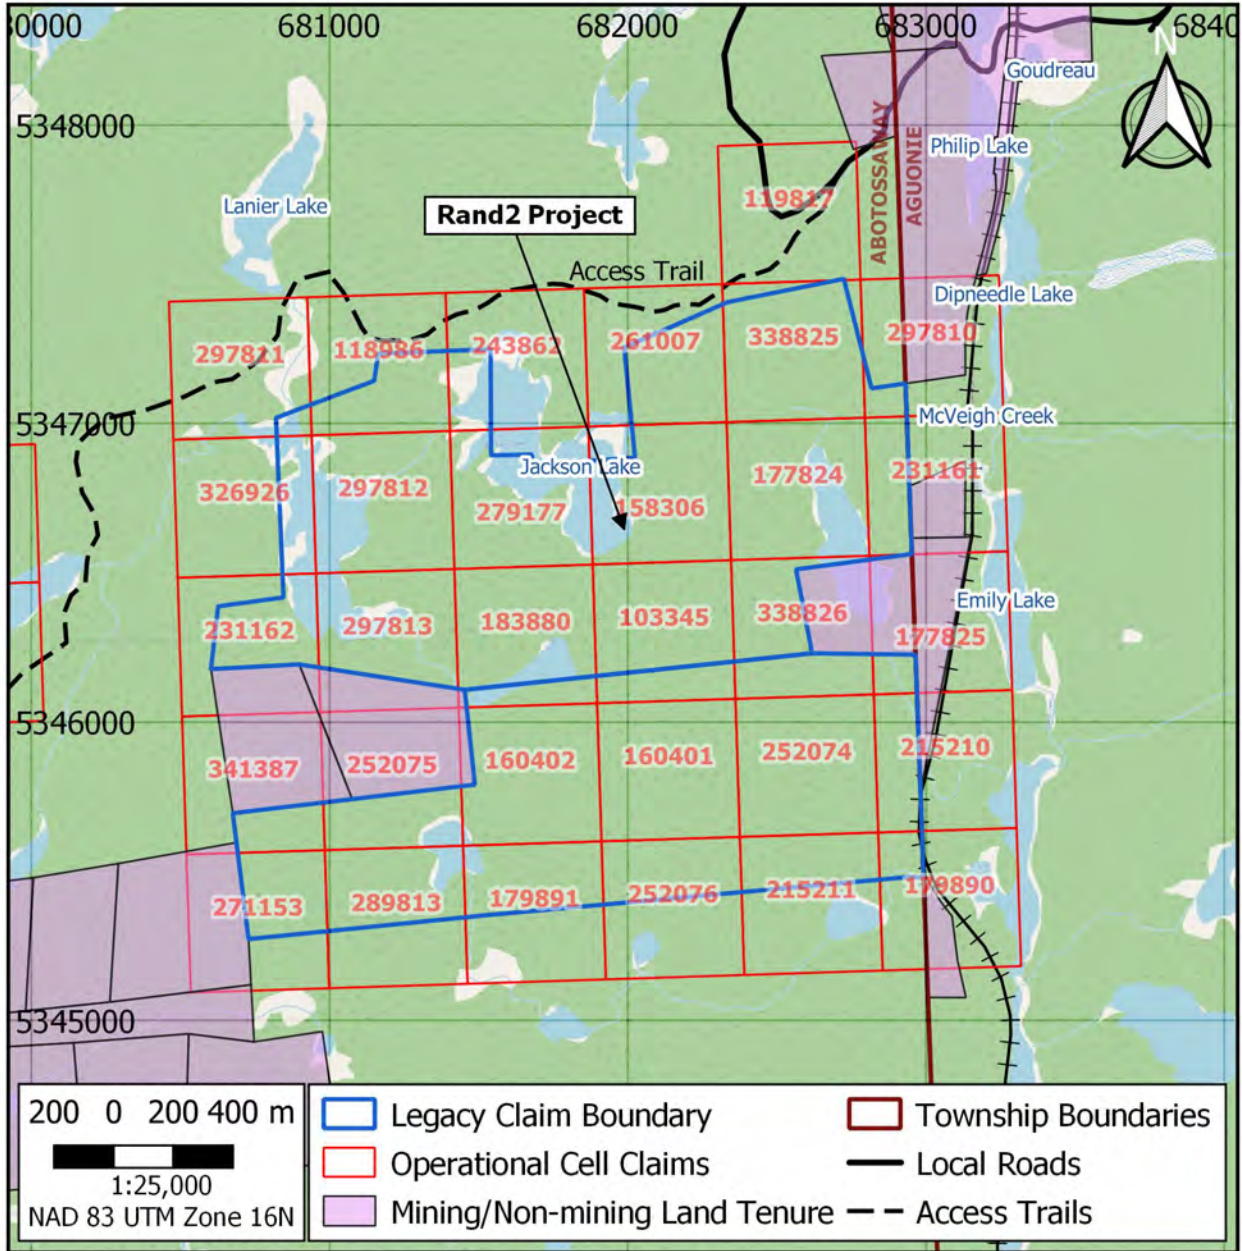 80000 681000 682000 683000 6840
Goudreau
N
5348000
ABOTOSSAWAY
AGUONIE
Philip Lake
Lanier Lake
119817
Rand2 Project
Access Trail
Dipneedle Lake
297811 118986 243862 261007 338825 297810
5347000
McVeigh Creek
Jackson Lake
326926 297812 279177 158306 177824 231161
Emily Lake
231162 297813 183880 103345 338826 177825
5346000
341387 252075 160402 160401 252074 215210
271153 289813 179891 252076 215211 179890
5345000
200 0 200 400 m
1:25,000
NAD 83 UTM Zone 16N
Legacy Claim Boundary
Operational Cell Claims
Mining/Non-mining Land Tenure
Township Boundaries
Local Roads
Access Trails